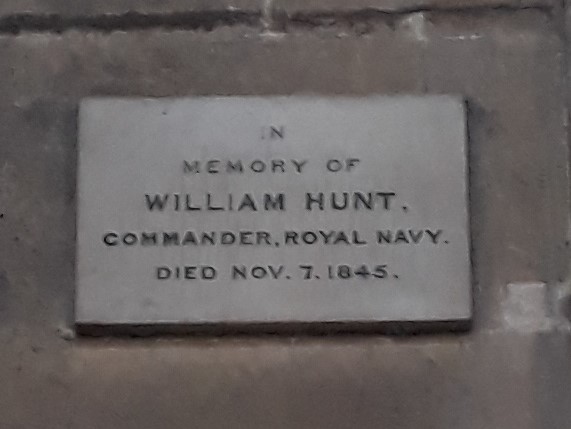 IN
MEMORY OF
WILLIAM HUNT.
COMMANDER, ROYAL NAVY.
DIED NOV. 7. 1845.